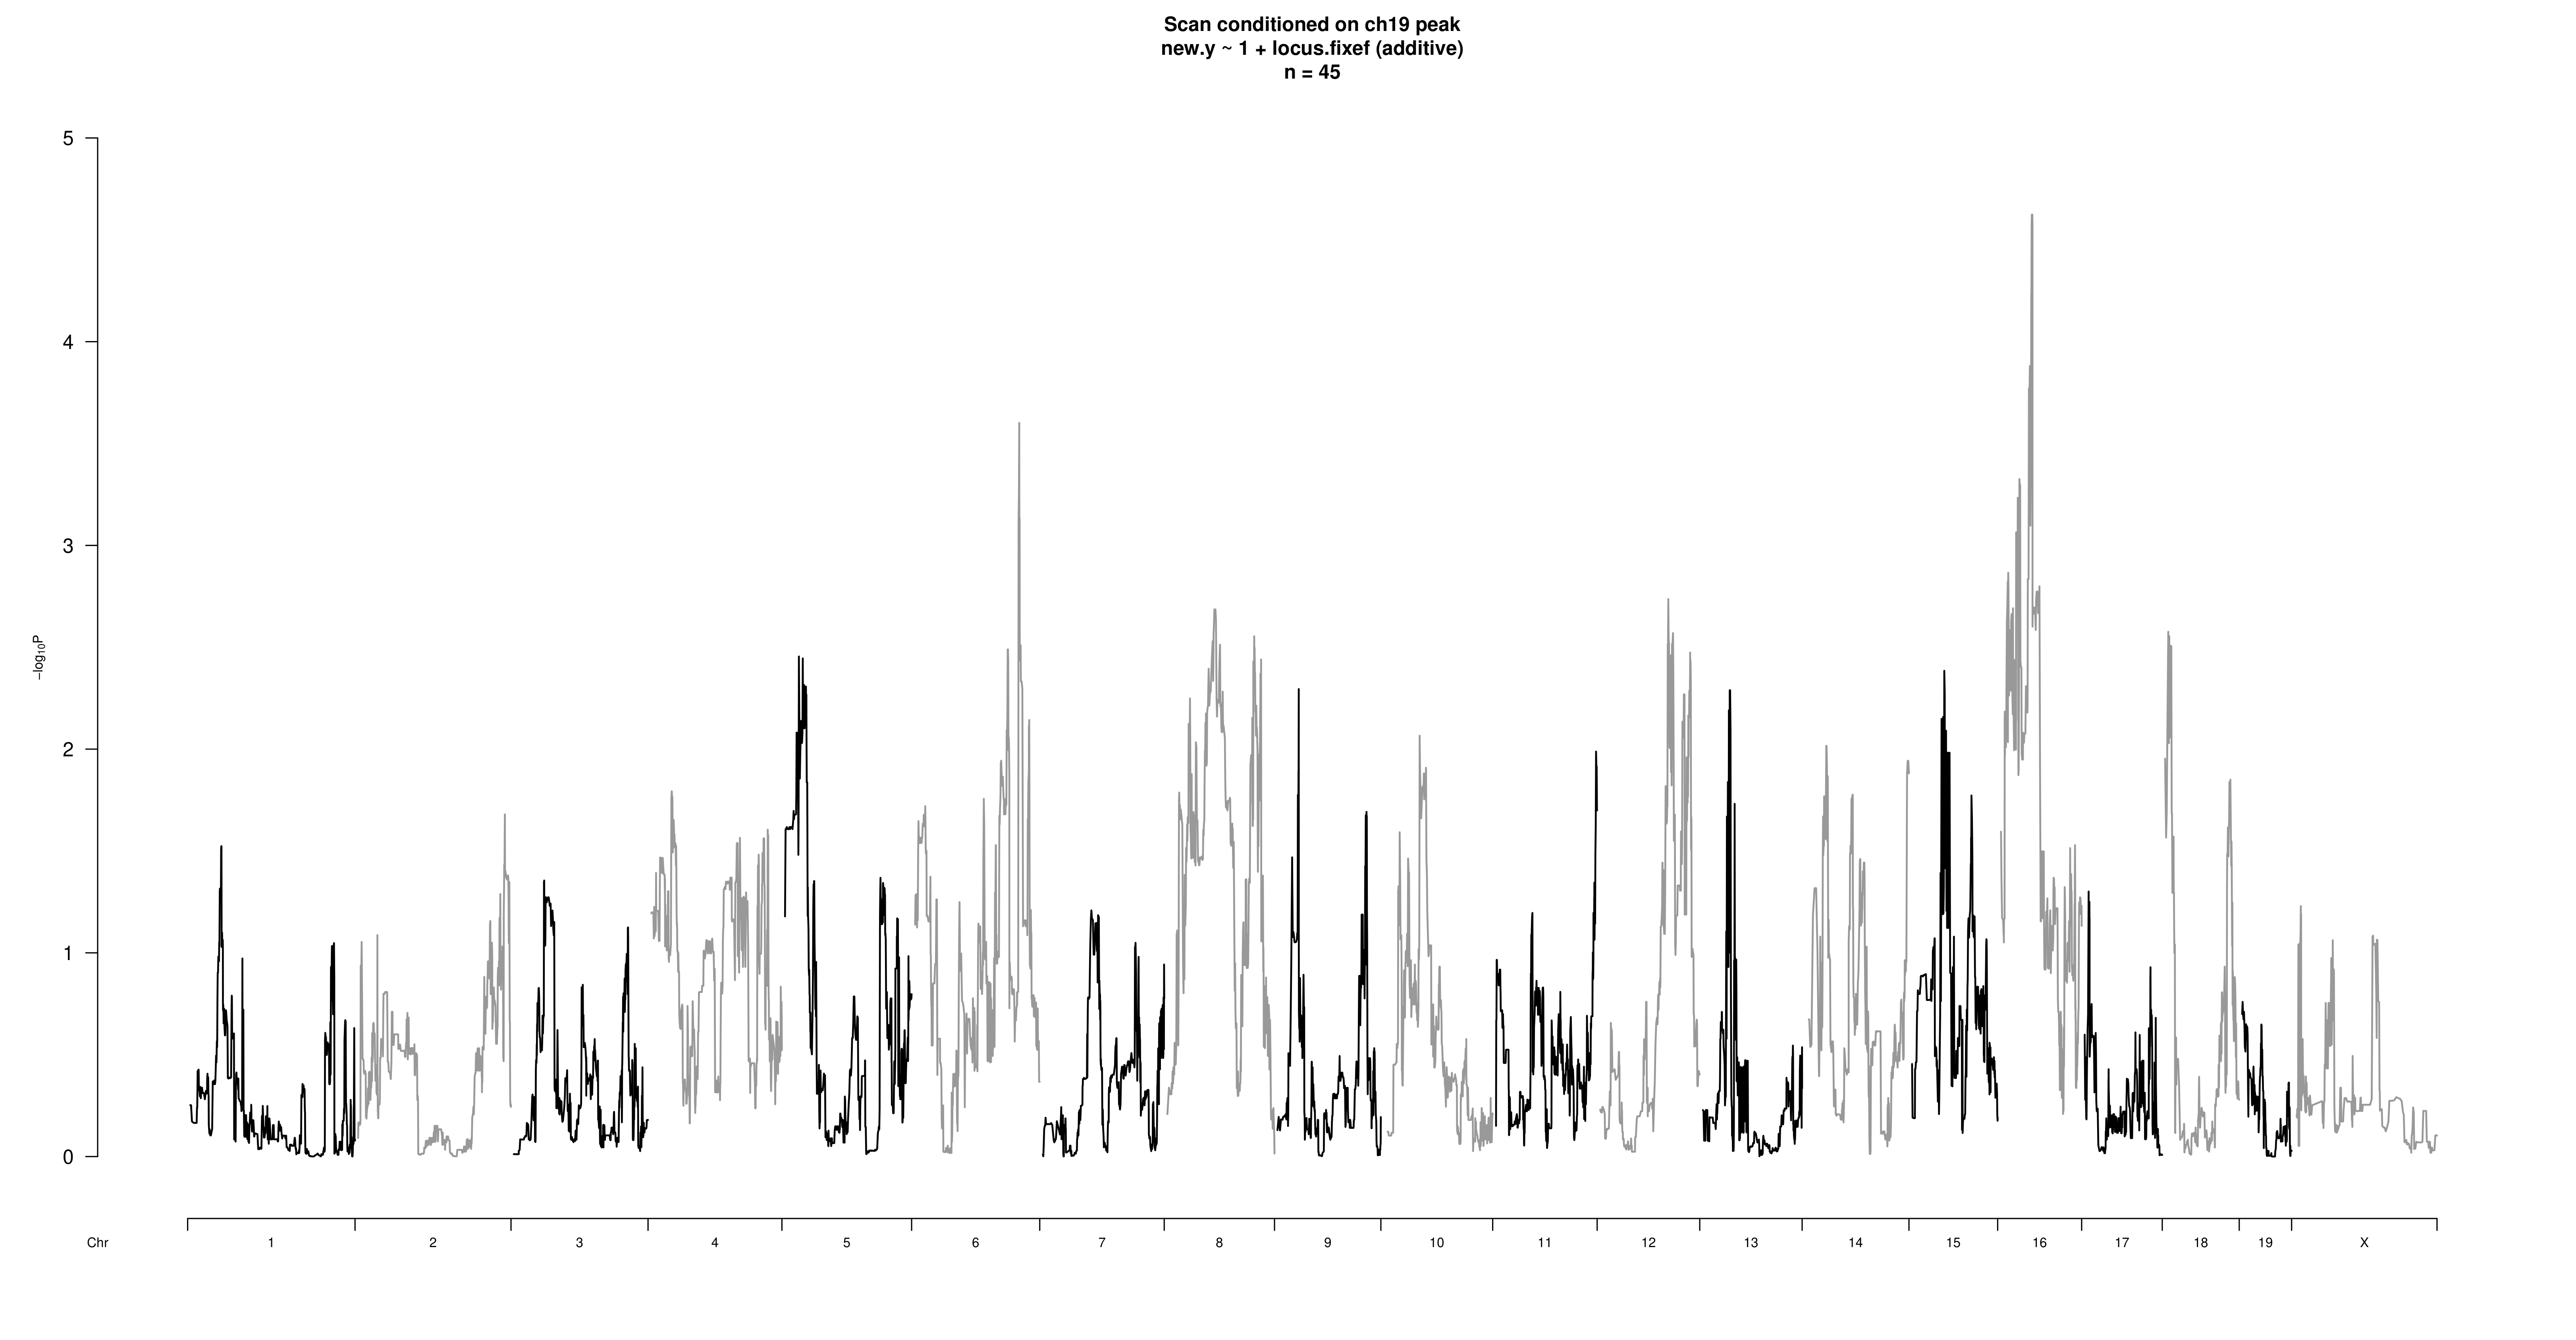 Scan conditioned on ch19 peak
new.y ~ 1 + locus.fixef (additive)
n = 45
5
4
3
2
1
0
−log10P
Chr 1 2 3 4 5 6 7 8 9 10 11 12 13 14 15 16 17 18 19 X